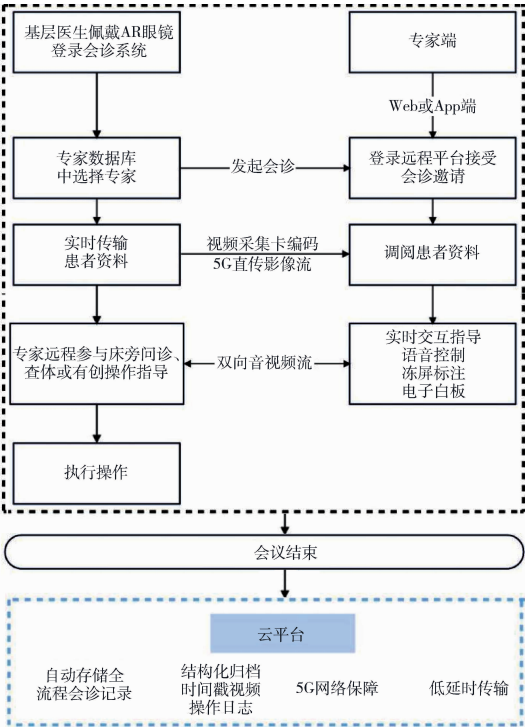 基层医生佩戴AR眼镜
登录会诊系统
专家端
Web或App端
专家数据库
中选择专家
发起会诊
登录远程平台接受
会诊邀请
实时传输
患者资料
视频采集卡编码
5G直传影像流
调阅患者资料
专家远程参与床旁问诊、
查体或有创操作指导
双向音视频流
实时交互指导
语音控制
冻屏标注
电子白板
执行操作
会议结束
云平台
自动存储全
流程会诊记录
结构化归档
时间戳视频
操作日志
5G网络保障
低延时传输